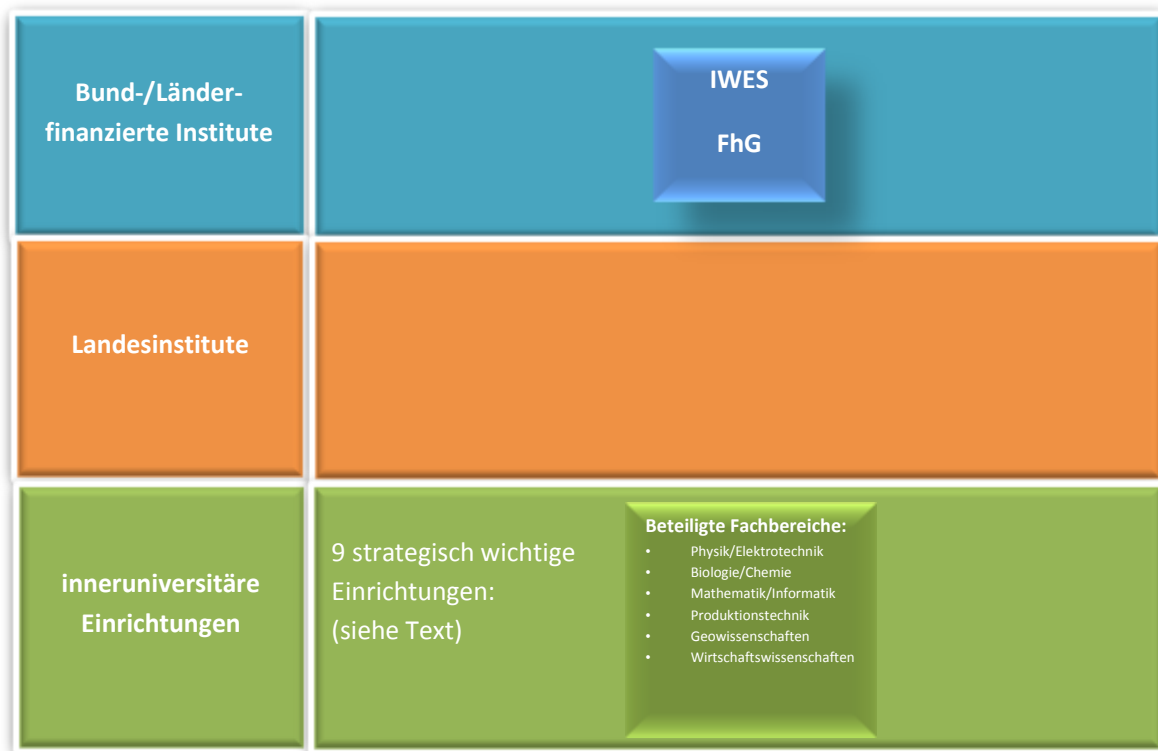 Bund-/Länder-
finanzierte Institute
IWES
FhG
Landesinstitute
inneruniversitäre
Einrichtungen
9 strategisch wichtige
Einrichtungen:
(siehe Text)
Beteiligte Fachbereiche:
• Physik/Elektrotechnik
• Biologie/Chemie
• Mathematik/Informatik
• Produktionstechnik
• Geowissenschaften
• Wirtschaftswissenschaften